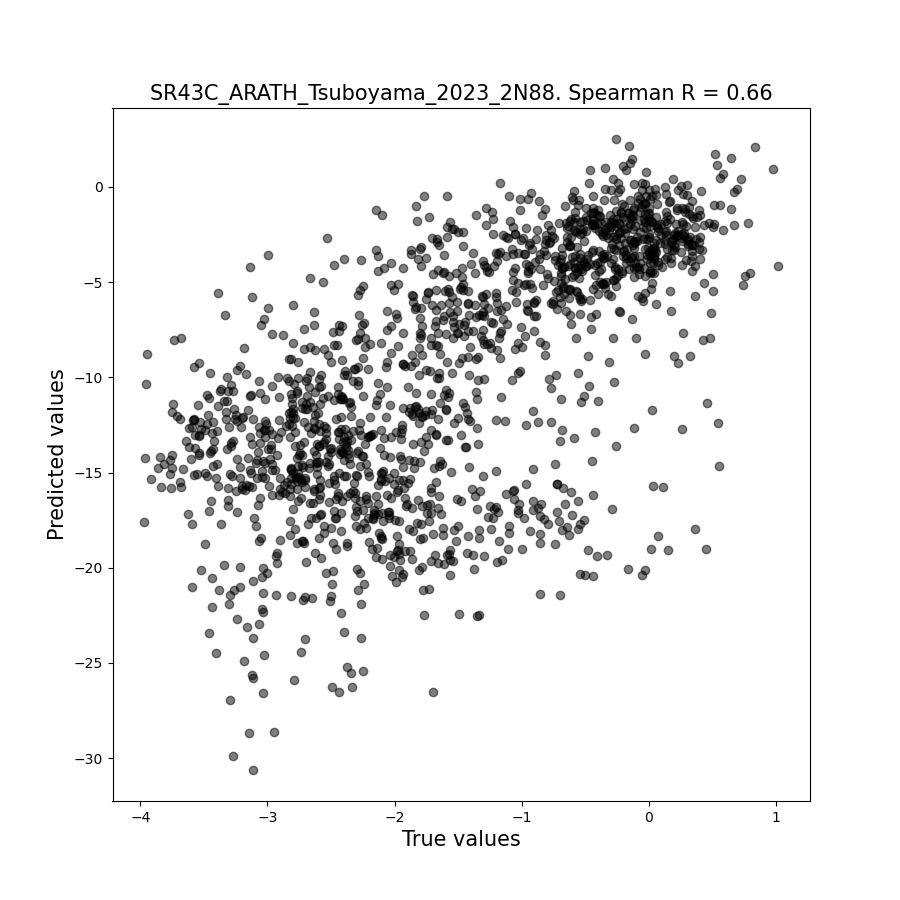 SR43C_ARATH_Tsuboyama_2023_2N88. Spearman R = 0.66
0
−5
−10
−15
−20
−25
−30
Predicted values
−4 −3 −2 −1 0 1
True values